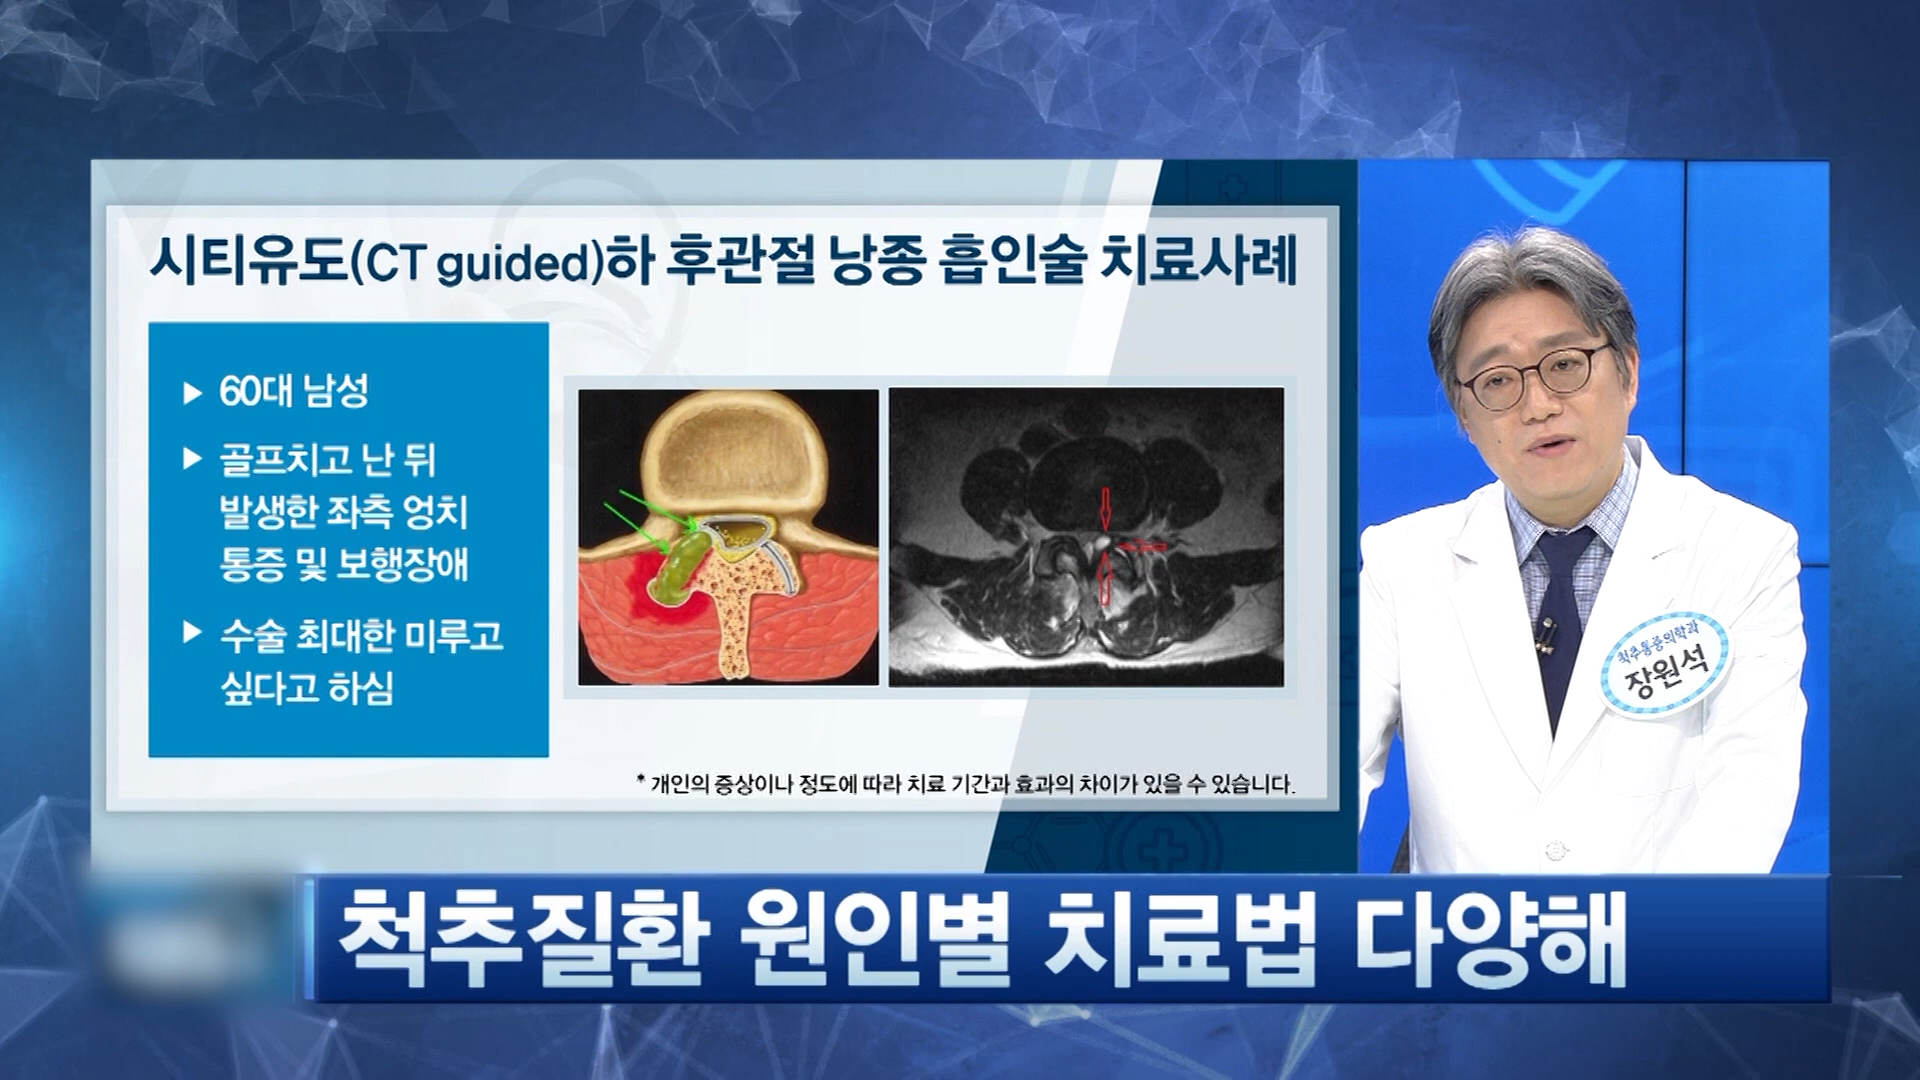 시티유도(CT guided)하 후관절 낭종 흡인술 치료사례
▶ 60대 남성
▶ 골프치고 난 뒤
발생한 좌측 엉치
통증 및 보행장애
▶ 수술 최대한 미루고
싶다고 하심
* 개인의 증상이나 정도에 따라 치료 기간과 효과의 차이가 있을 수 있습니다.
척추통증의학과
장원석
척추질환 원인별 치료법 다양해